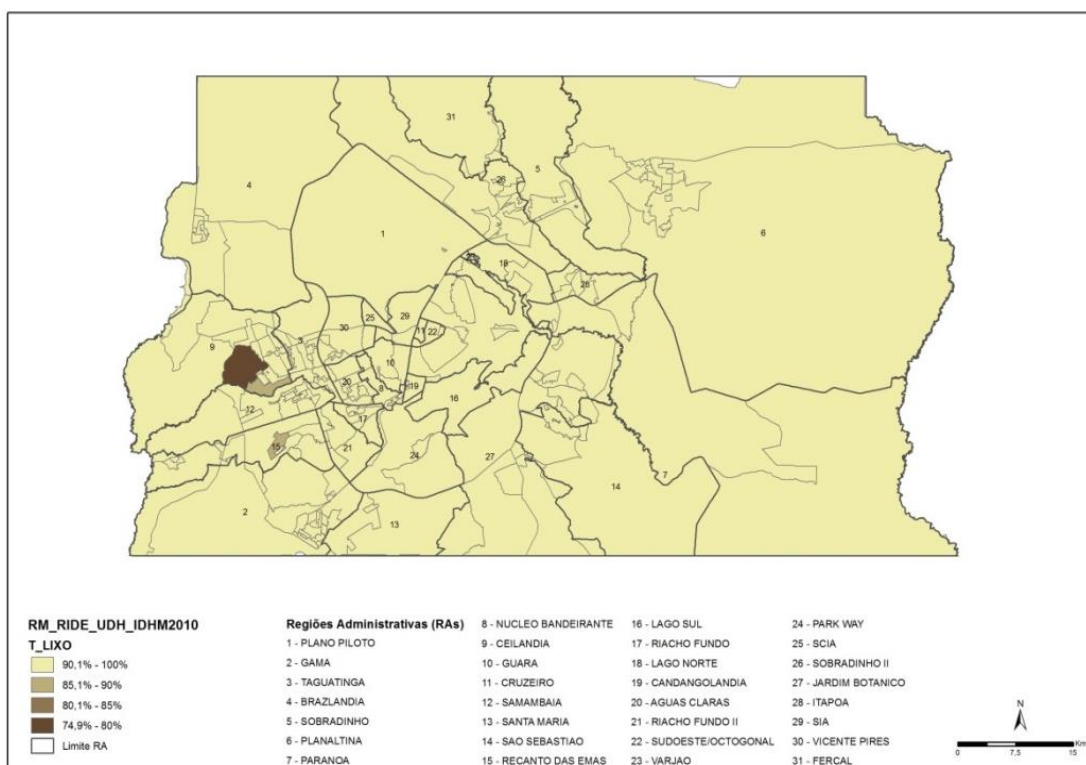 31
5
4
26
6
1
18
28
25
29
30
3
11
22
9
10
20
8
19
16
12
17
15
21
24
27
7
14
2
13
RM_RIDE_UDH_IDHM2010
T_LIXO
90,1% - 100%
85,1% - 90%
80,1% - 85%
74,9% - 80%
Limite RA
Regiões Administrativas (RAs)
1 - PLANO PILOTO
2 - GAMA
3 - TAGUATINGA
4 - BRAZLANDIA
5 - SOBRADINHO
6 - PLANALTINA
7 - PARANOA
8 - NUCLEO BANDEIRANTE
9 - CEILANDIA
10 - GUARA
11 - CRUZEIRO
12 - SAMAMBAIA
13 - SANTA MARIA
14 - SAO SEBASTIAO
15 - RECANTO DAS EMAS
16 - LAGO SUL
17 - RIACHO FUNDO
18 - LAGO NORTE
19 - CANDANGOLANDIA
20 - AGUAS CLARAS
21 - RIACHO FUNDO II
22 - SUDOESTE/OCTOGONAL
23 - VARJAO
24 - PARK WAY
25 - SCIA
26 - SOBRADINHO II
27 - JARDIM BOTANICO
28 - ITAPOA
29 - SIA
30 - VICENTE PIRES
31 - FERCAL
N
Km
0 7,5 15